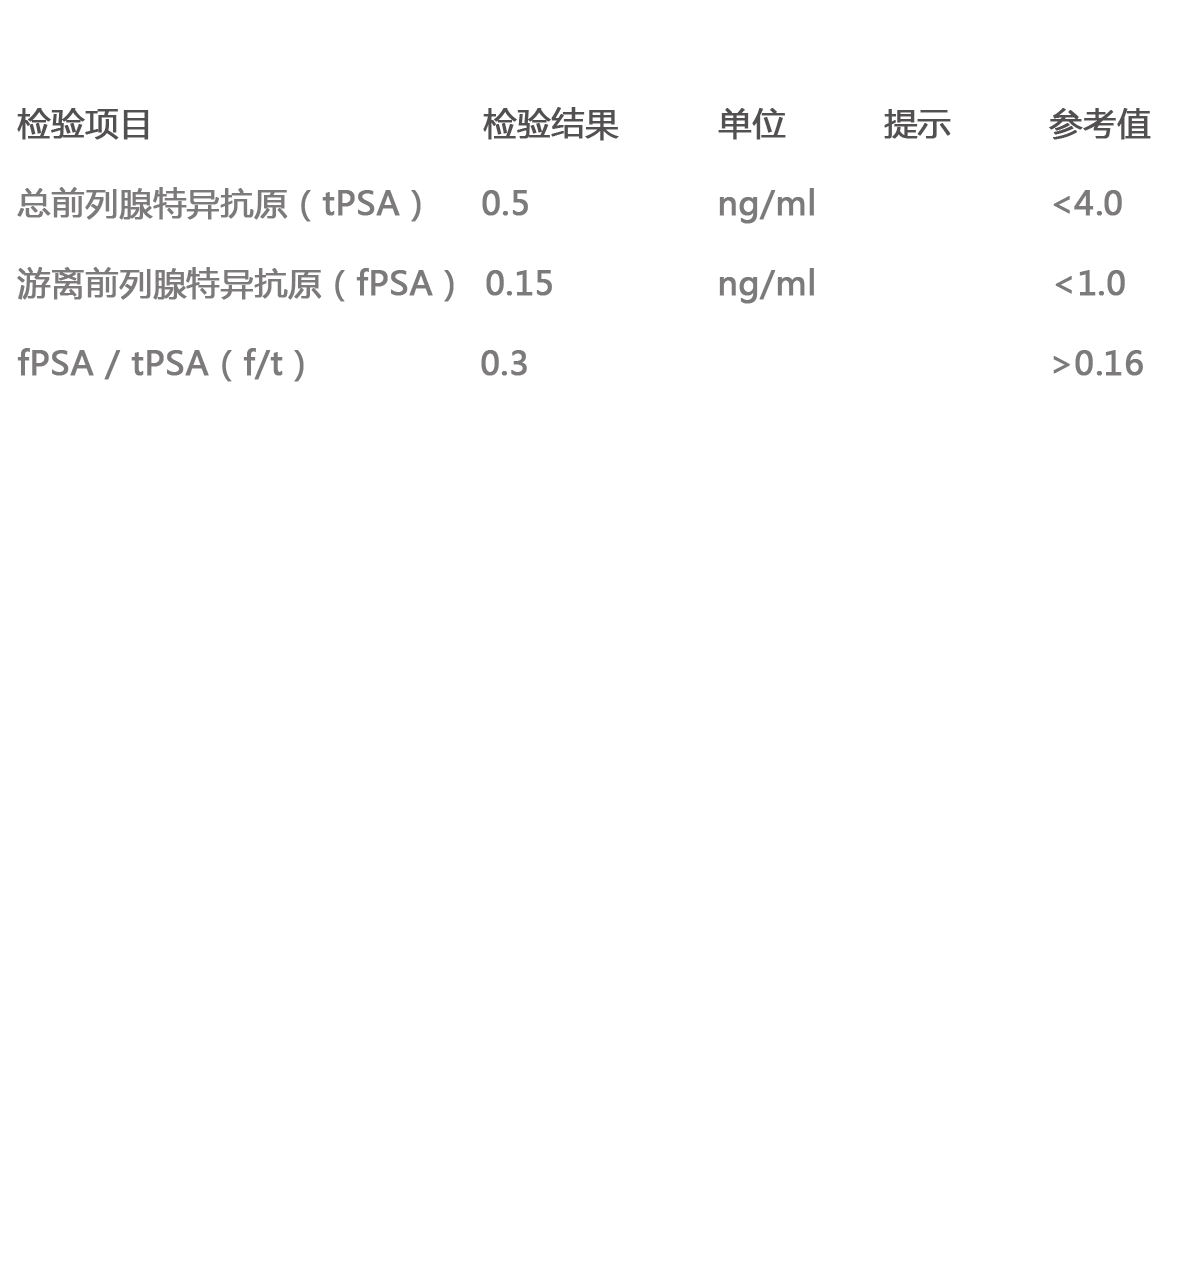 检验项目 检验结果 单位 提示 参考值
总前列腺特异抗原（tPSA） 0.5 ng/ml <4.0
游离前列腺特异抗原（fPSA） 0.15 ng/ml <1.0
fPSA / tPSA（f/t） 0.3 >0.16